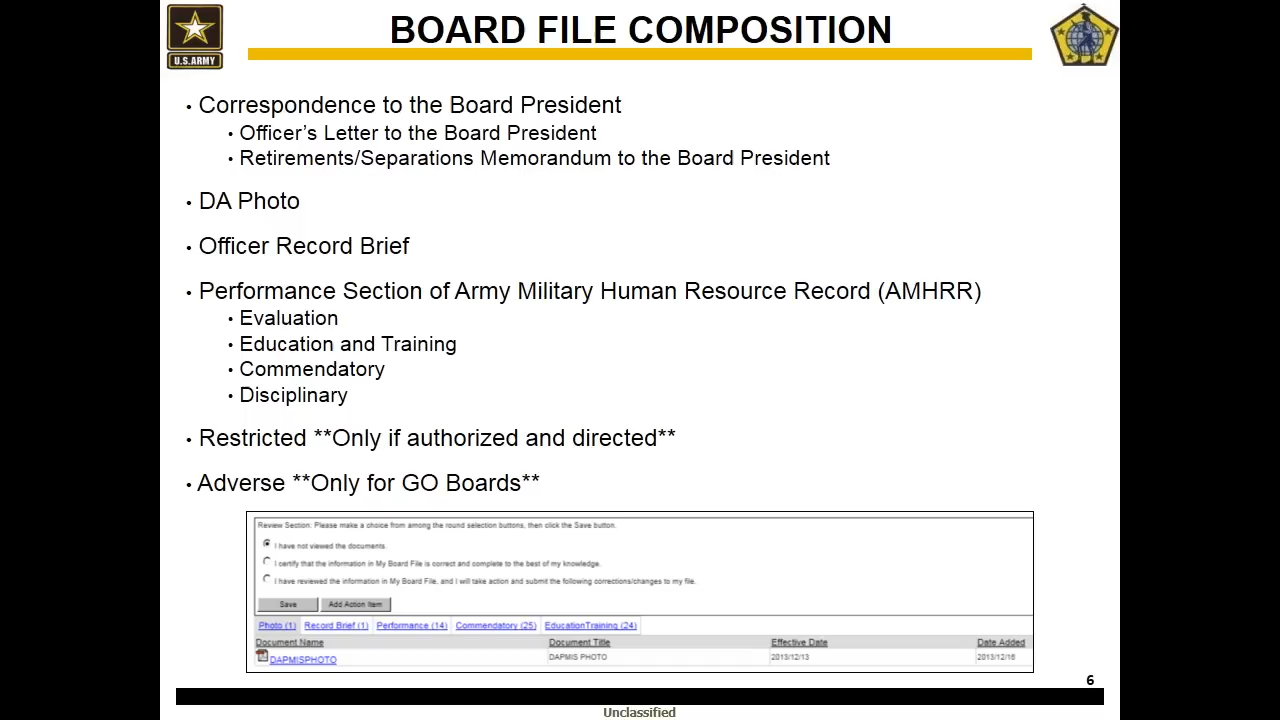 BOARD FILE COMPOSITION
U.S.ARMY
• Correspondence to the Board President
• Officer's Letter to the Board President
• Retirements/Separations Memorandum to the Board President
• DA Photo
• Officer Record Brief
• Performance Section of Army Military Human Resource Record (AMHRR)
• Evaluation
• Education and Training
• Commendatory
• Disciplinary
• Restricted **Only if authorized and directed**
• Adverse **Only for GO Boards**
Review Section: Please make a choice from among the round selection buttons, then click the Save button.
I have not viewed the documents.
I certify that the information in My Board File is correct and complete to the best of my knowledge.
I have reviewed the information in My Board File, and I will take action and submit the following corrections/changes to my file.
Save Add Action Item
Photo (1) Record Brief (1) Performance (14) Commendatory (25) EducationTraining (24)
Document Name Document Title Effective Date Date Added
DAPMISPHOTO DAPMIS PHOTO 2013/12/13 2013/12/16
6
Unclassified